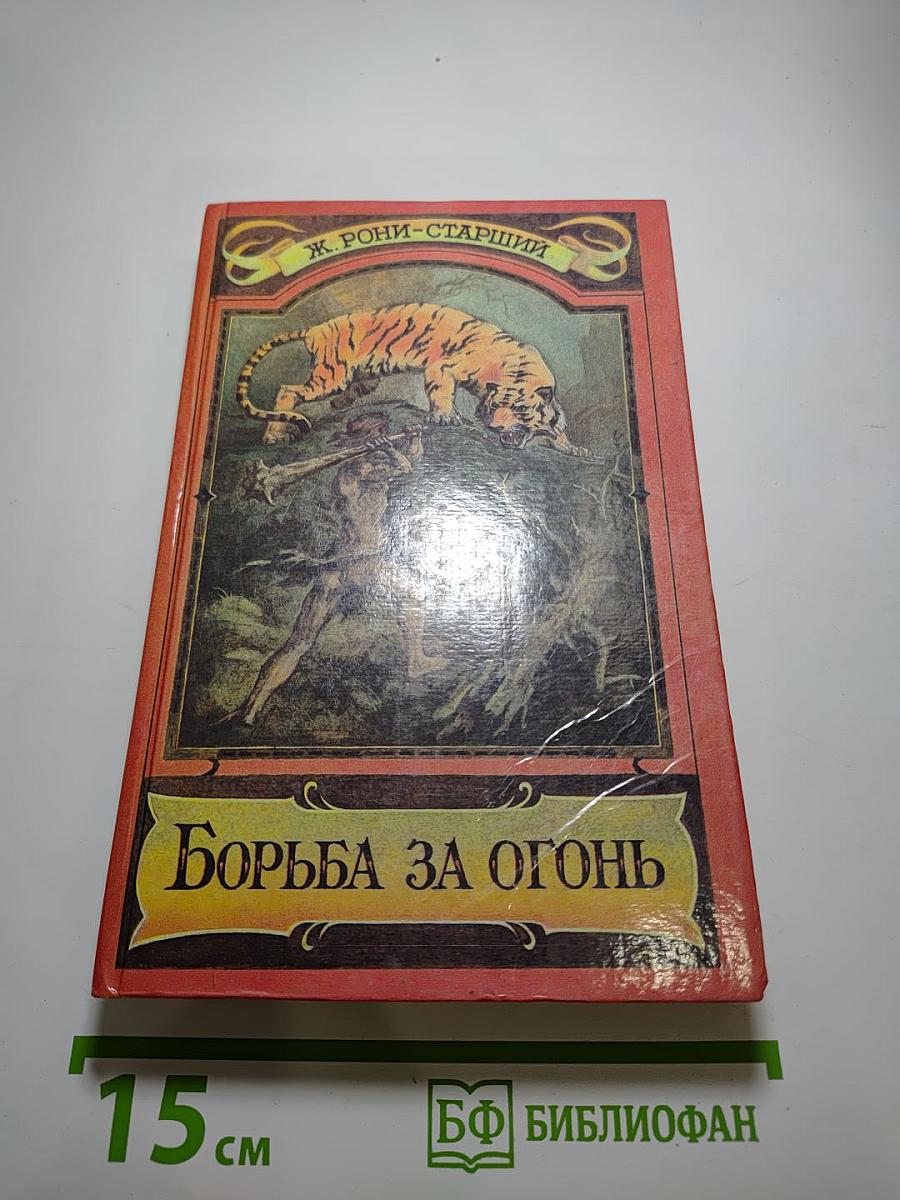 Ж. РОНИ-СТАРШИЙ
БОРЬБА ЗА ОГОНЬ
15 см
БФ БИБЛИОФАН